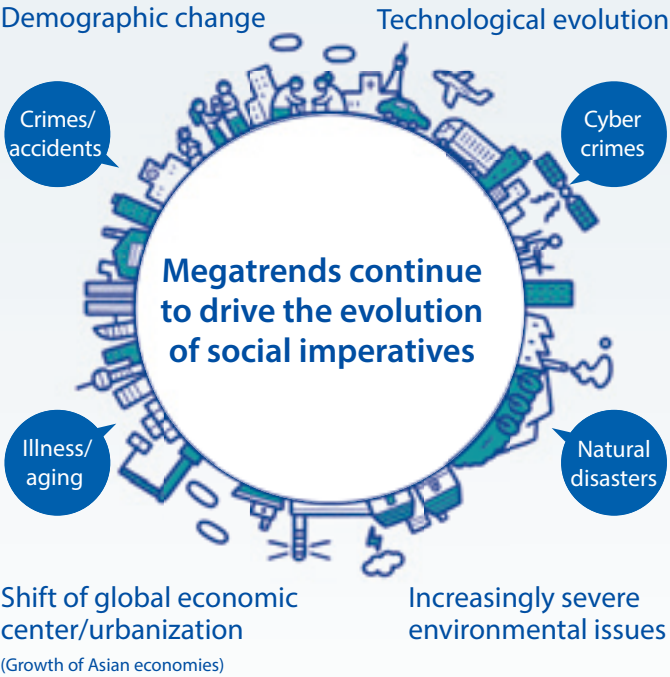 Demographic change
Technological evolution
Crimes/
accidents
Cyber
crimes
Megatrends continue
to drive the evolution
of social imperatives
Illness/
aging
Natural
disasters
Shift of global economic
center/urbanization
(Growth of Asian economies)
Increasingly severe
environmental issues